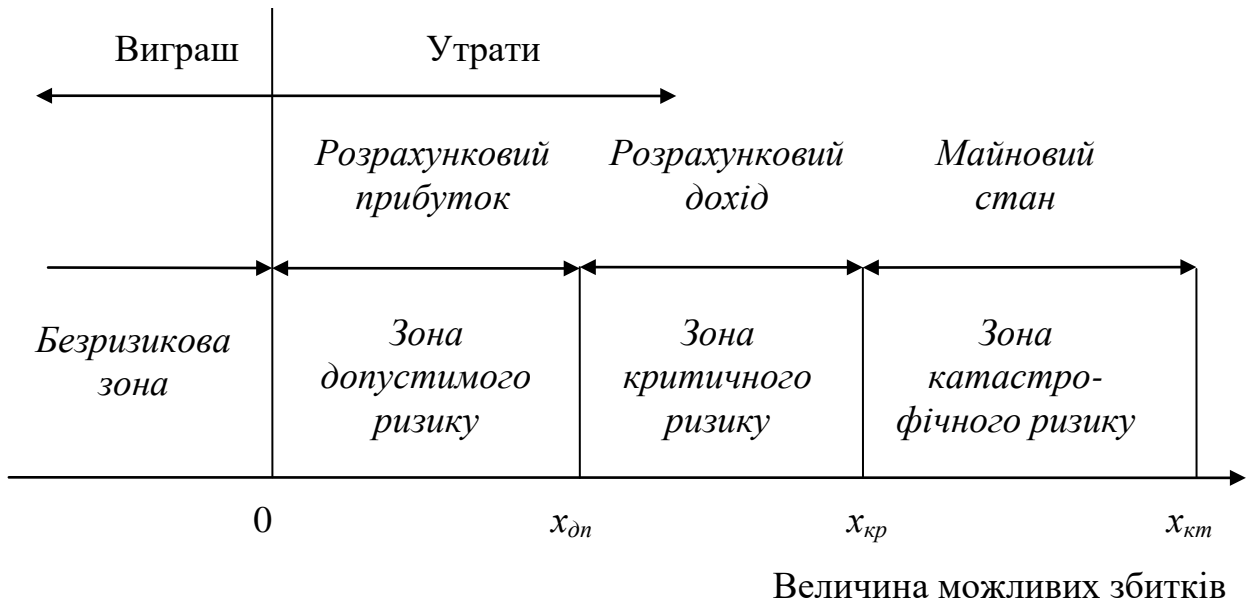 Виграш Утрати
Розрахунковий Розрахунковий Майновий
прибуток дохід стан
Безризикова
зона
Зона
допустимого
ризику
Зона
критичного
ризику
Зона
катастро-
фічного ризику
0 xдп xкр xкт
Величина можливих збитків